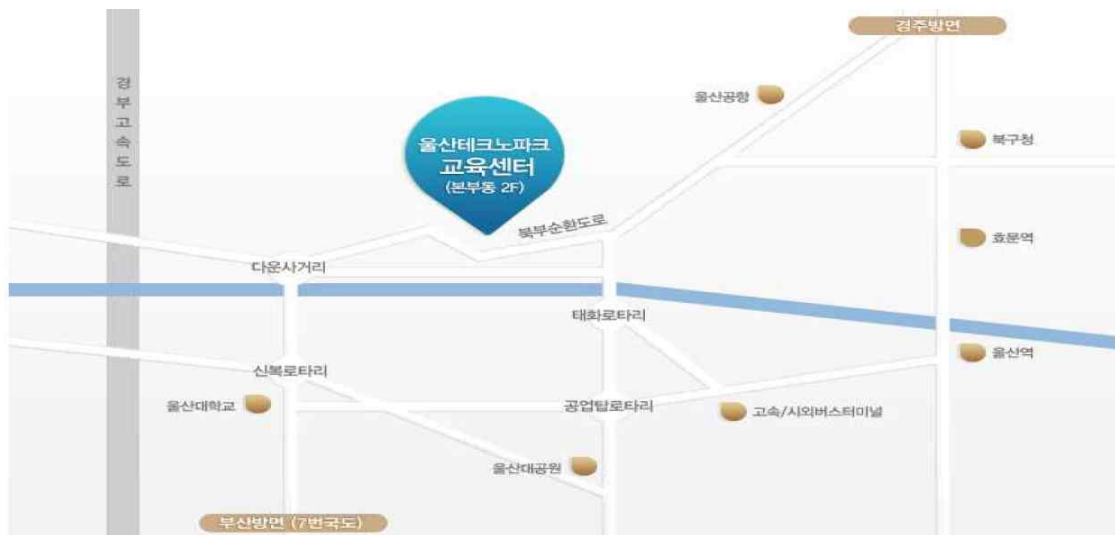 경주방면
경부고속도로
울산공항
울산테크노파크
교육센터
(본부동 2F)
북구청
북부순환도로
효문역
다운사거리
태화로타리
울산역
신복로타리
울산대학교
공업탑로타리
고속/시외버스터미널
울산대공원
부산방면 (7번국도)